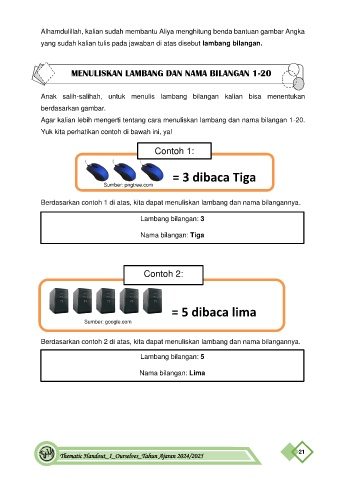 Alhamdulillah, kalian sudah membantu Aliya menghitung benda bantuan gambar Angka
yang sudah kalian tulis pada jawaban di atas disebut lambang bilangan.
MENULISKAN LAMBANG DAN NAMA BILANGAN 1-20
Anak salih-salihah, untuk menulis lambang bilangan kalian bisa menentukan
berdasarkan gambar.
Agar kalian lebih mengerti tentang cara menuliskan lambang dan nama bilangan 1-20.
Yuk kita perhatikan contoh di bawah ini, ya!
Contoh 1:
= 3 dibaca Tiga
Sumber: pngtree.com
Berdasarkan contoh 1 di atas, kita dapat menuliskan lambang dan nama bilangannya.
Lambang bilangan: 3
Nama bilangan: Tiga
Contoh 2:
= 5 dibaca lima
Sumber: google.com
Berdasarkan contoh 2 di atas, kita dapat menuliskan lambang dan nama bilangannya.
Lambang bilangan: 5
Nama bilangan: Lima
Thematic Handout_1_Ourselves_Tahun Ajaran 2024/2025
21